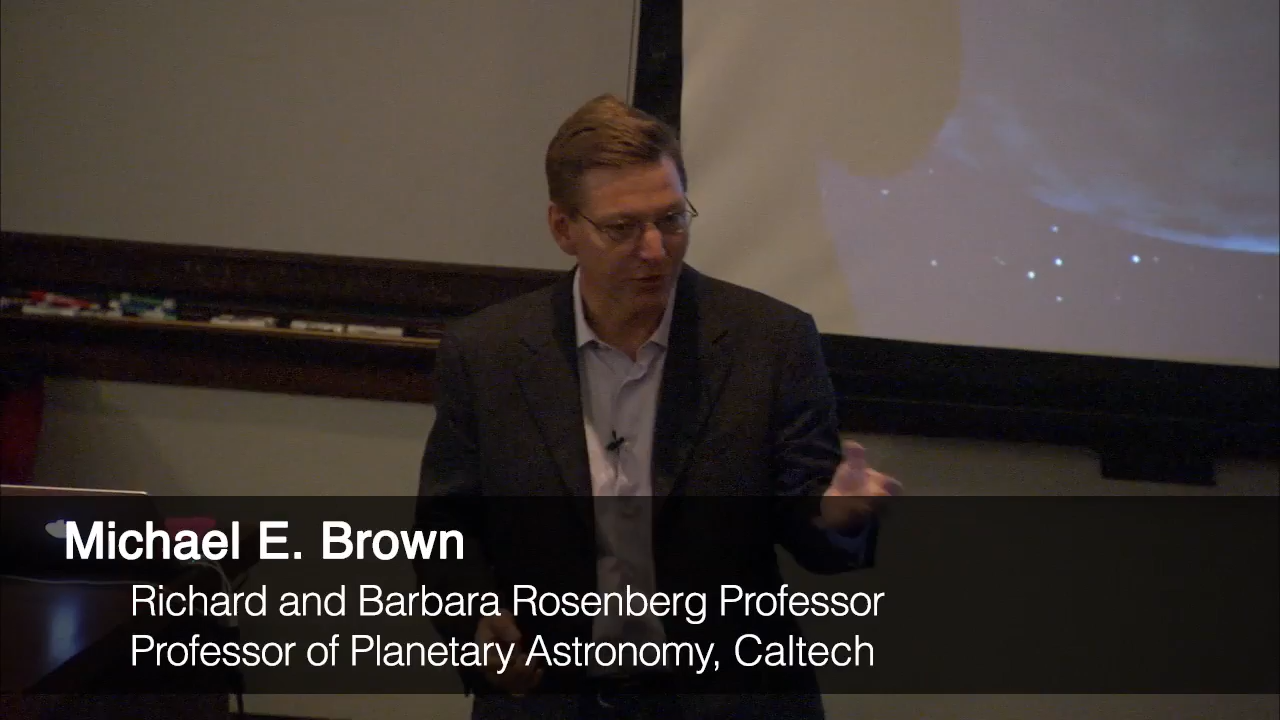 Michael E. Brown
Richard and Barbara Rosenberg Professor
Professor of Planetary Astronomy, Caltech